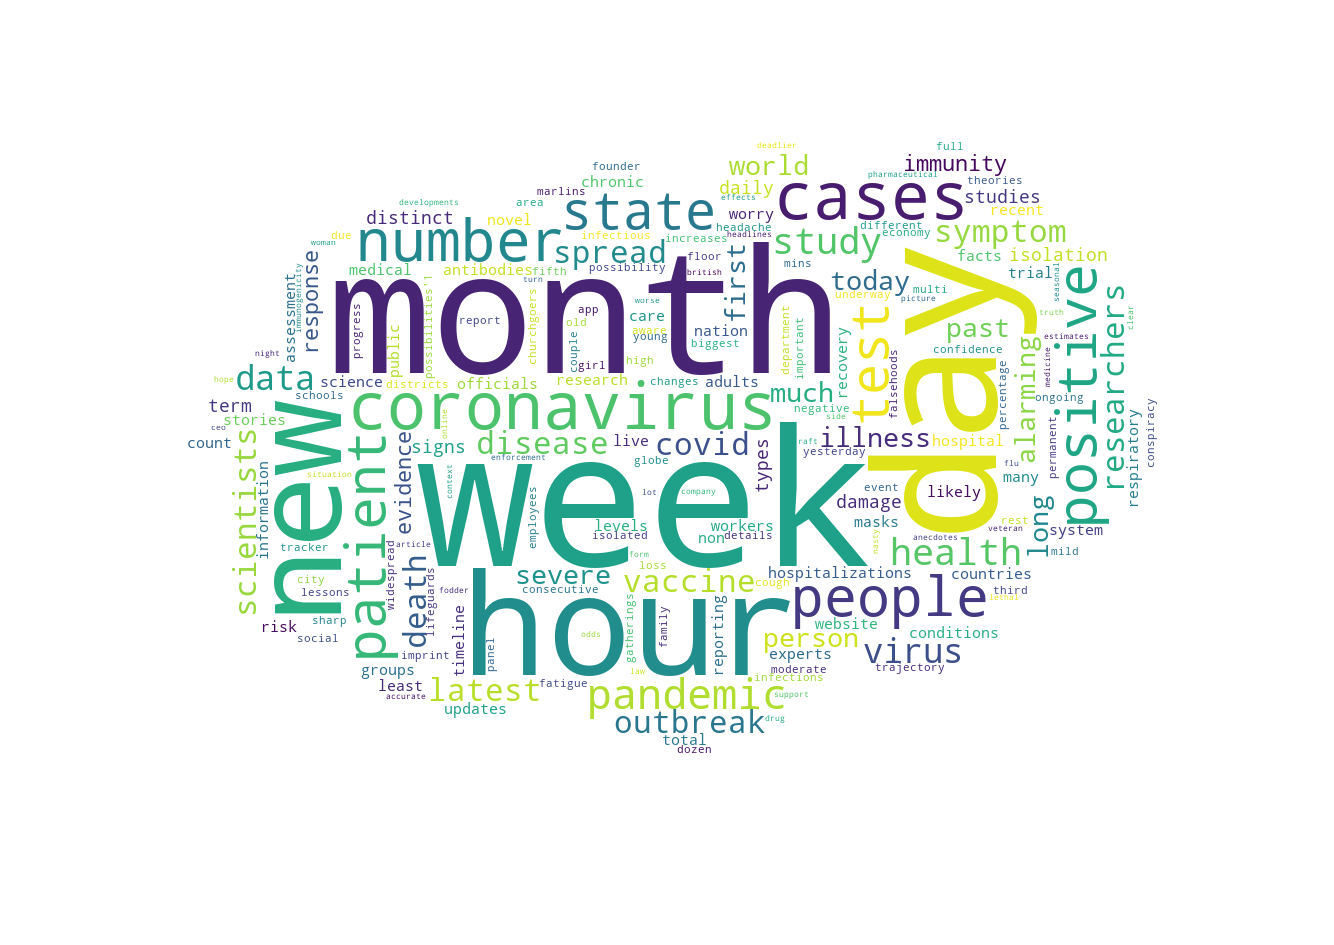 deadlier
full
founder
world
immunity
chronic
pharmaceutical
theories
marlins
daily
cases
studies
developments
area
state
effects
distinct
novel
worry
recent
due
number
infectious
increases
headache
headlines
different
economy
symptom
woman
spread
study
response
medical
antibodies
fifth
possibility
floor
first
mins
today
facts
isolation
assessment
immunogenicity
month
turn
british
trial
multi
seasonal
progress
public
possibilities'1
report
churchgoers
old
app
worse
care
aware
young
nation
biggest
department
important
underway
picture
past
positive
researchers
truth
clear
night
couple
girl
high
test
day
recovery
falsehoods
confidence
estimates
medicine
data
science
districts
officials
research
changes
adults
much
alarming
percentage
ongoing
hope
schools
term
stories
coronavirus
negative
side
ceo
count
new
patient
online
signs
disease
live
covid
types
raft
illness
hospital
yesterday
permanent
respiratory
conspiracy
scientists
information
situation
evidence
context
enforcement
week
globe
lot
company
event
likely
flu
many
damage
long
rest
tracker
article
widespread
employees
levels
isolated
workers
non
details
masks
nasty
anecdotes
veteran
system
mild
city
lessons
death
lifeguards
fodder
severe
consecutive
form
loss
vaccine
cough
hospitalizations
health
countries
third
lethal
risk
sharp
social
hour
people
timeline
panel
odds
gatherings
family
reporting
person
website
conditions
imprint
law
experts
virus
groups
moderate
trajectory
least
accurate
latest
fatigue
pandemic
infections
support
updates
outbreak
drug
total
dozen